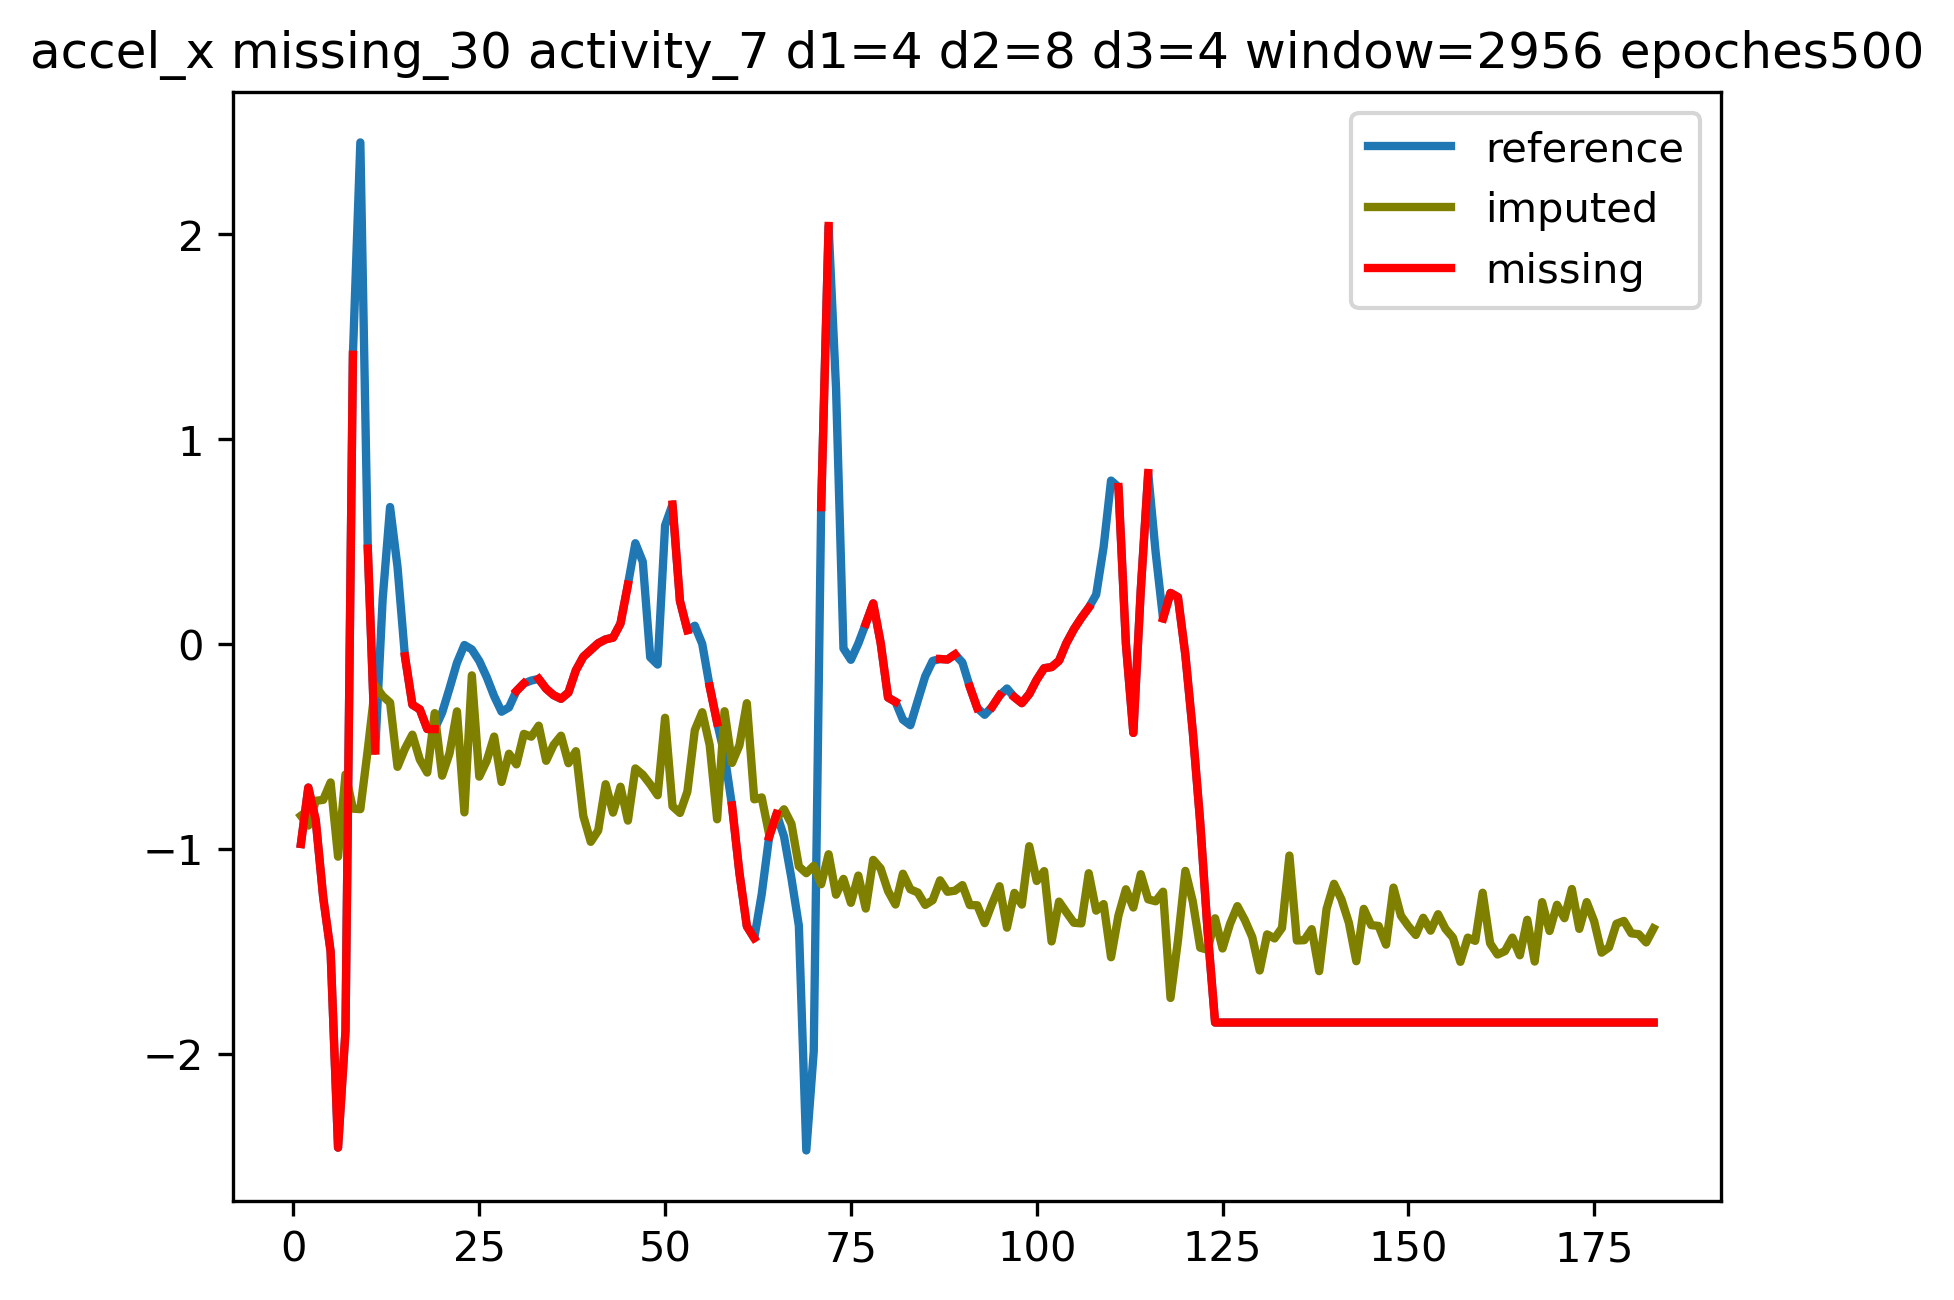 accel_x missing_30 activity_7 d1=4 d2=8 d3=4 window=2956 epoches500
reference
imputed
missing
2
1
0
−1
−2
0 25 50 75 100 125 150 175